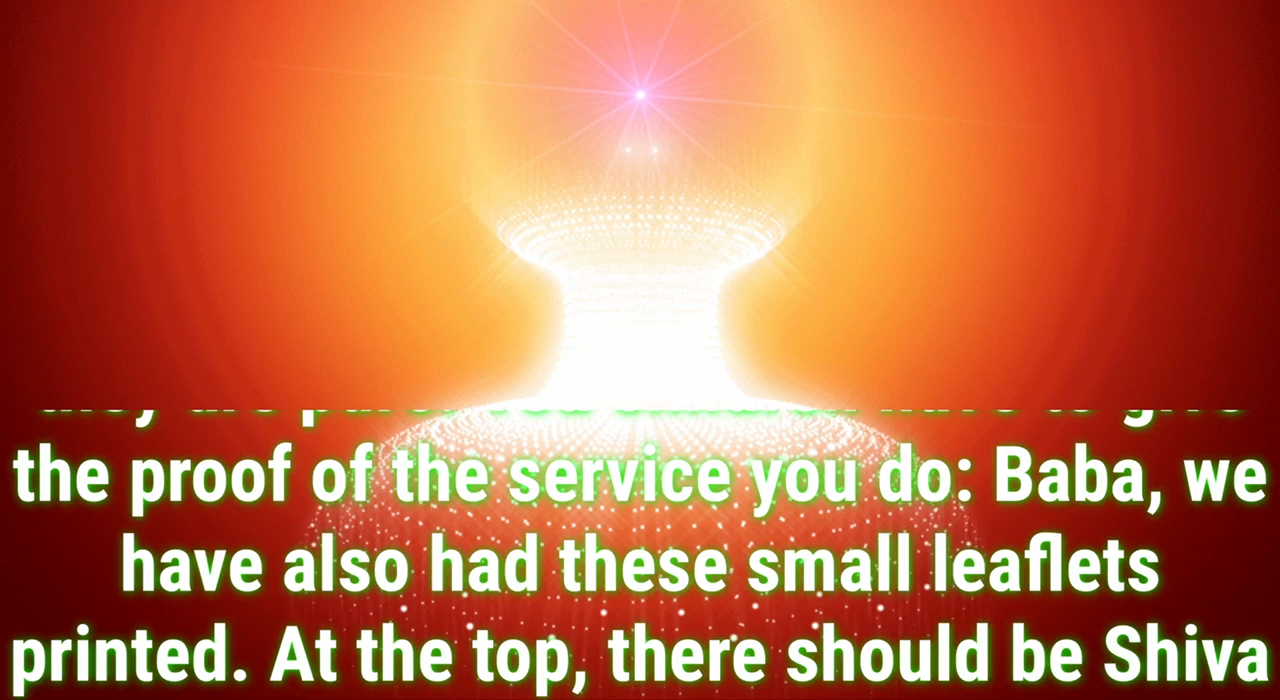 the proof of the service you do: Baba, we
have also had these small leaflets
printed. At the top, there should be Shiva